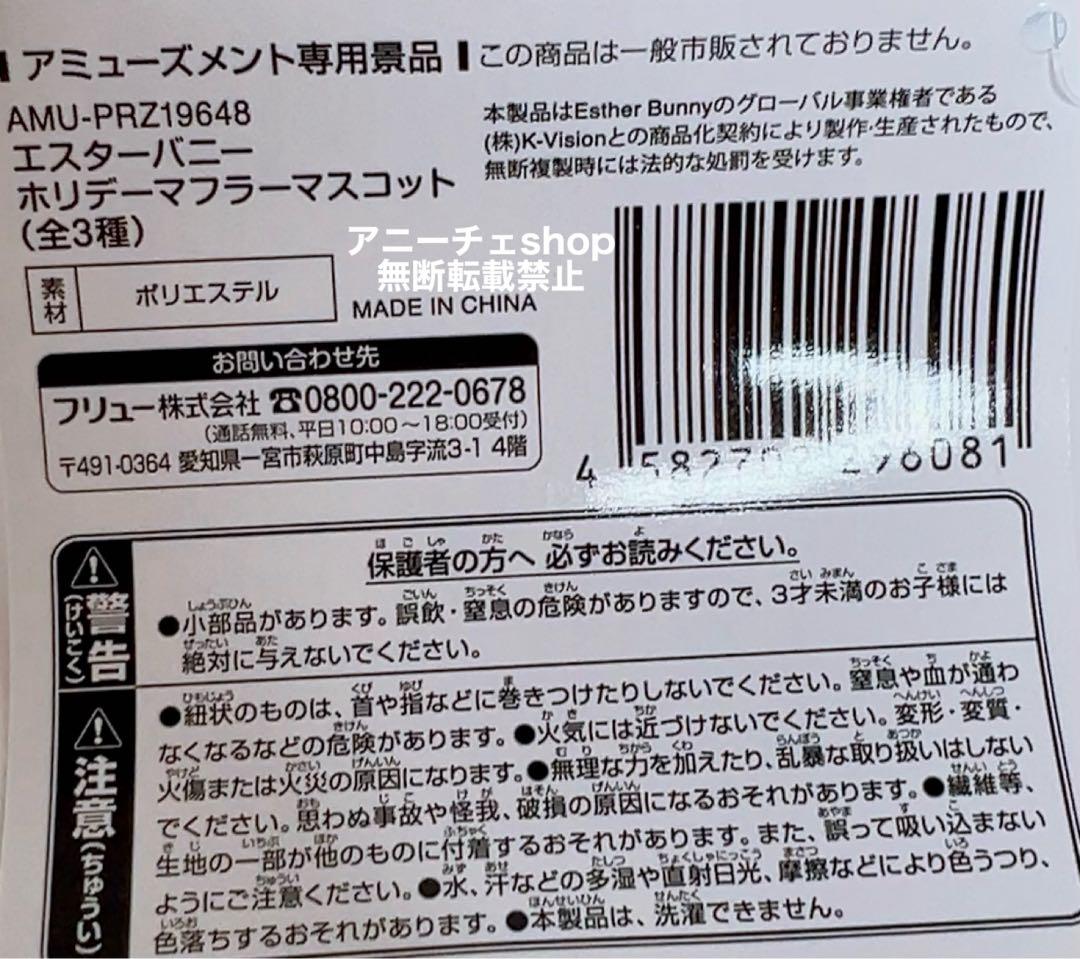 アミューズメント専用景品 この商品は一般市販されておりません。
AMU-PRZ19648
エスターバニー
ホリデーマフラーマスコット
(全3種)
本製品はEsther Bunnyのグローバル事業権者である
(株)K-Visionとの商品化契約により製作・生産されたもので、
無断複製時には法的な処罰を受けます。
アニーチェshop
無断転載禁止
素材 ポリエステル
MADE IN CHINA
お問い合わせ先
フリュー株式会社 ☎0800-222-0678
(通話無料、平日10:00~18:00受付)
〒491-0364 愛知県一宮市萩原町中島字流3-1 4階
警告(けいこく)
保護者の方へ 必ずお読みください。
●小部品があります。誤飲・窒息の危険がありますので、3才未満のお子様には
絶対に与えないでください。
注意(ちゅうい)
●紐状のものは、首や指などに巻きつけたりしないでください。窒息や血が通わ
なくなるなどの危険があります。●火気には近づけないでください。変形・変質・
火傷または火災の原因になります。●無理な力を加えたり、乱暴な取り扱いはしない
でください。思わぬ事故や怪我、破損の原因になるおそれがあります。●繊維等、
生地の一部が他のものに付着するおそれがあります。また、誤って吸い込まない
ようにご注意ください。●水、汗などの多湿や直射日光、摩擦などにより色うつり、
色落ちするおそれがあります。●本製品は、洗濯できません。